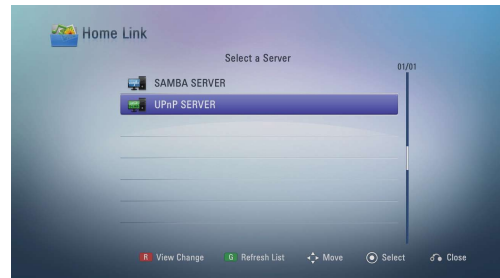 Home Link
Select a Server
01/01
SAMBA SERVER
UPnP SERVER
R View Change G Refresh List Move Select Close